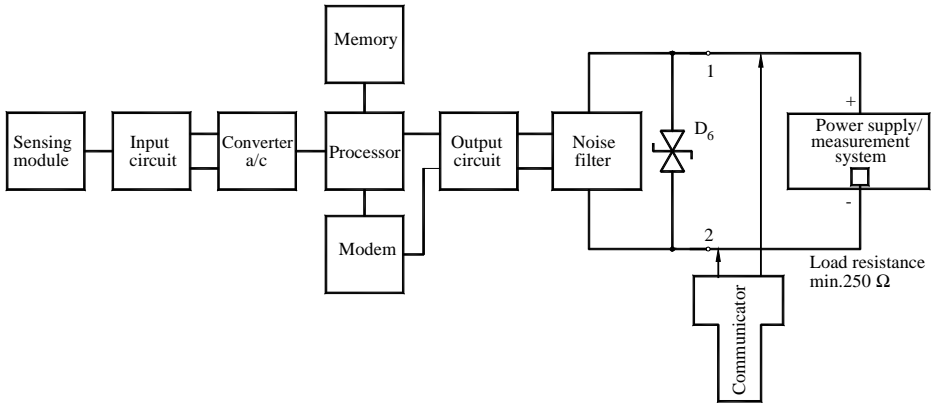 Memory
Sensing
module
Input
circuit
Converter
a/c
Processor
Output
circuit
Noise
filter
Modem
D6
1
2
+
Power supply/
measurement
system
-
Load resistance
min.250 Ω
Communicator